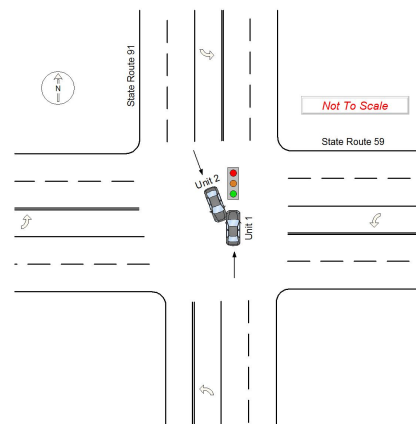 State Route 91
N
Not To Scale
State Route 59
Unit 2
Unit 1